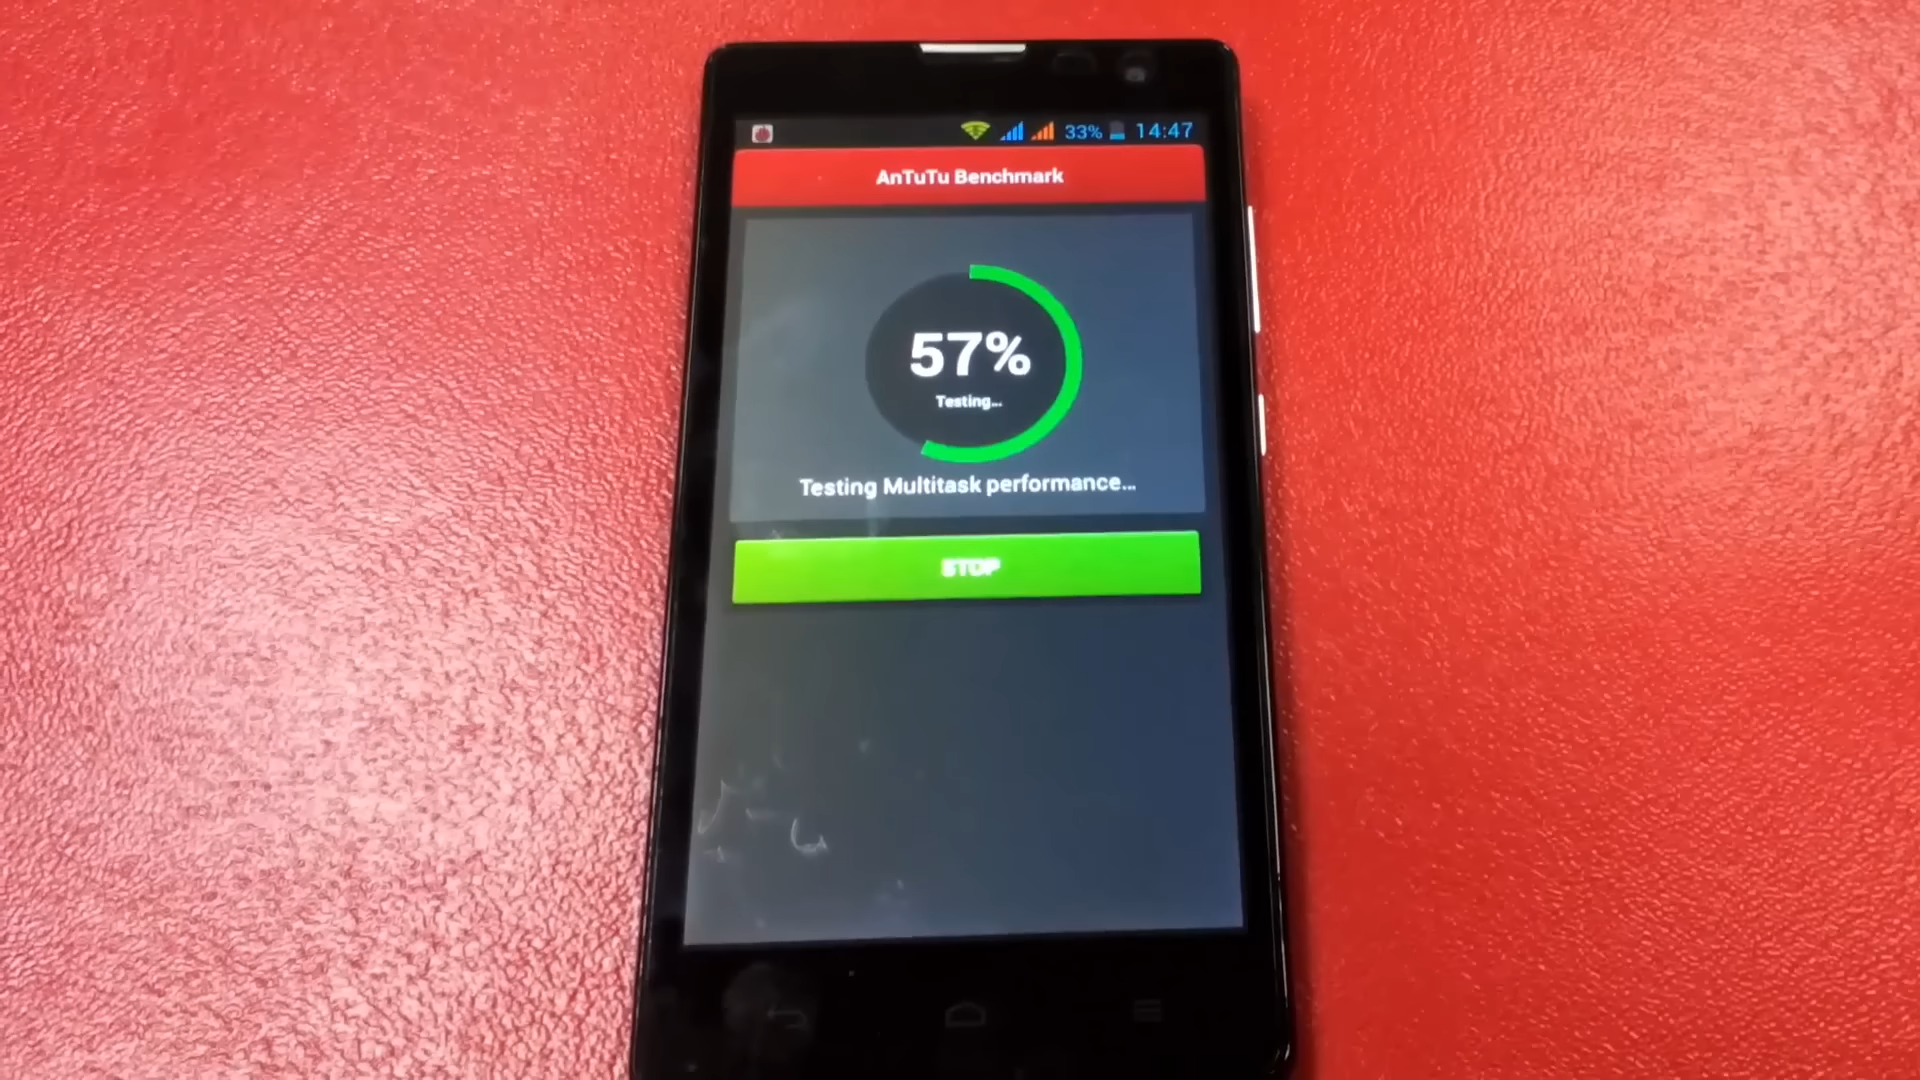 33% 14:47
AnTuTu Benchmark
57%
Testing...
Testing Multitask performance...
STOP